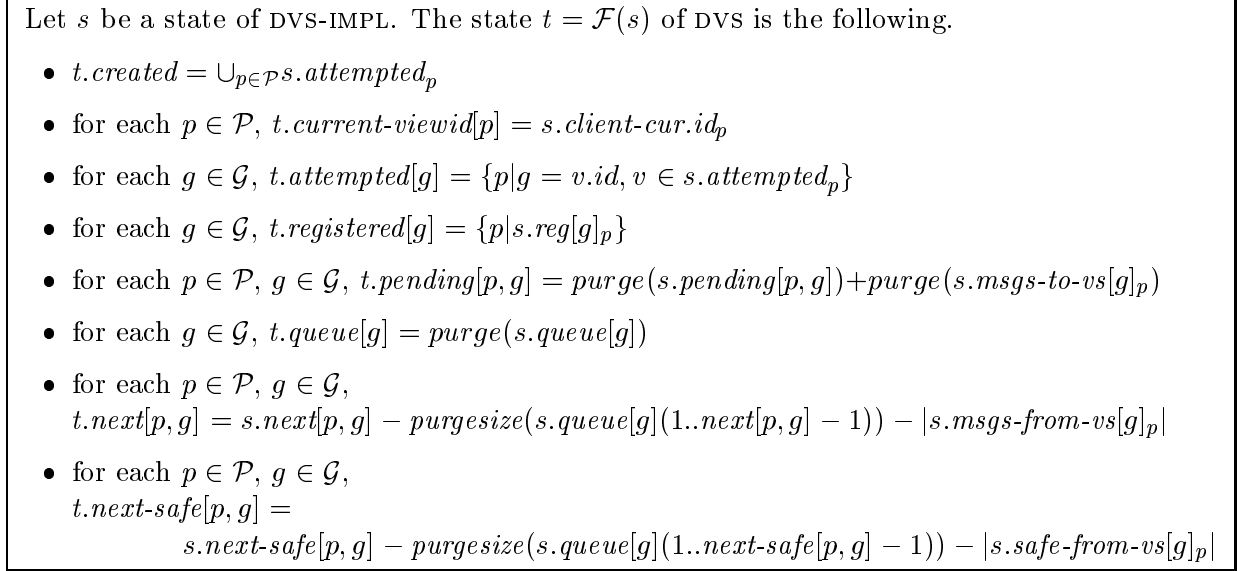 Let s be a state of DVS-IMPL. The state t = 𝓕(s) of DVS is the following.
• t.created = ∪_{p∈𝒫} s.attempted_p
• for each p ∈ 𝒫, t.current-viewid[p] = s.client-cur.id_p
• for each g ∈ 𝒢, t.attempted[g] = {p|g = v.id, v ∈ s.attempted_p}
• for each g ∈ 𝒢, t.registered[g] = {p|s.reg[g]_p}
• for each p ∈ 𝒫, g ∈ 𝒢, t.pending[p, g] = purge(s.pending[p, g])+purge(s.msgs-to-vs[g]_p)
• for each g ∈ 𝒢, t.queue[g] = purge(s.queue[g])
• for each p ∈ 𝒫, g ∈ 𝒢,
t.next[p, g] = s.next[p, g] − purgesize(s.queue[g](1..next[p, g] − 1)) − |s.msgs-from-vs[g]_p|
• for each p ∈ 𝒫, g ∈ 𝒢,
t.next-safe[p, g] =
s.next-safe[p, g] − purgesize(s.queue[g](1..next-safe[p, g] − 1)) − |s.safe-from-vs[g]_p|